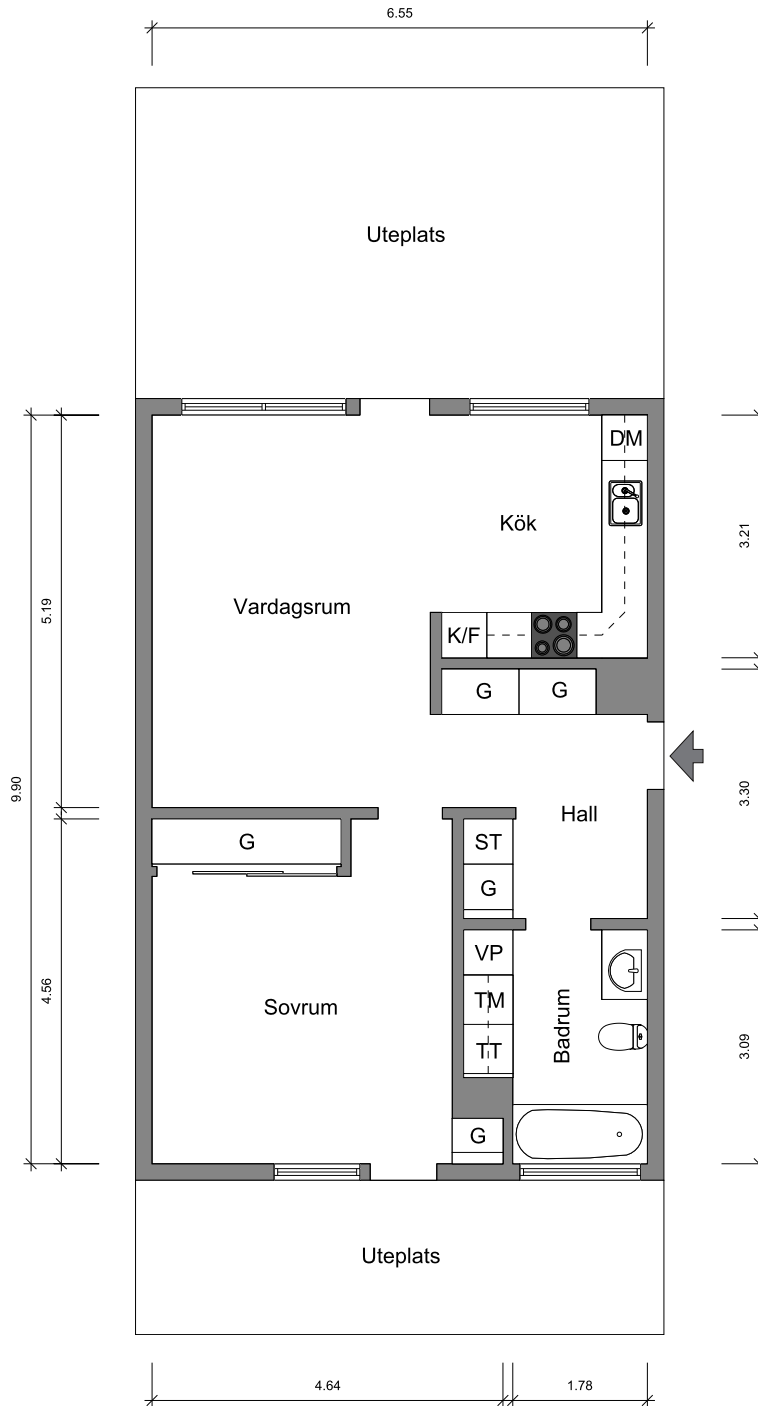 6.55
Uteplats
DM
Kök
3.21
Vardagsrum
5.19
K/F
G
G
9.90
3.30
Hall
G
ST
G
VP
4.56
Sovrum
TM
Badrum
TT
3.09
G
Uteplats
4.64
1.78